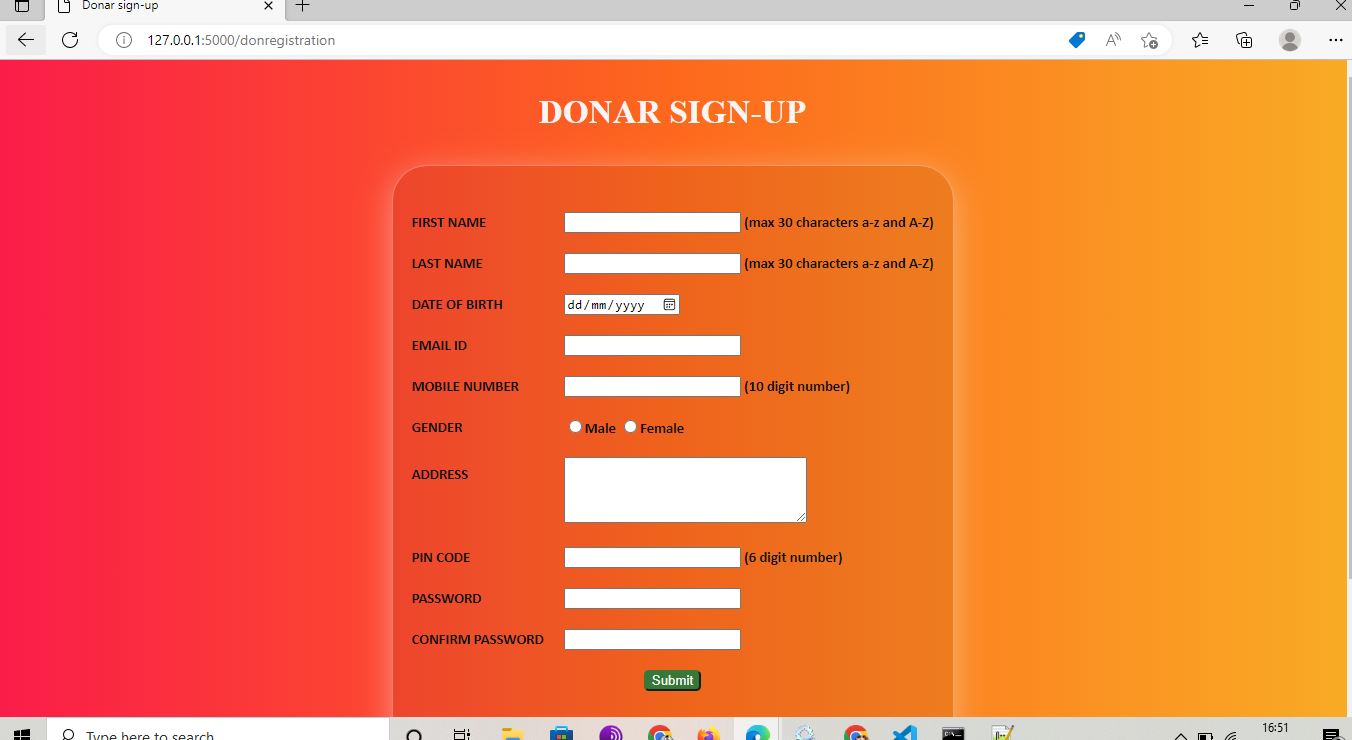 Donar sign-up
127.0.0.1:5000/donregistration
DONAR SIGN-UP
FIRST NAME (max 30 characters a-z and A-Z)
LAST NAME (max 30 characters a-z and A-Z)
DATE OF BIRTH dd/mm/yyyy
EMAIL ID
MOBILE NUMBER (10 digit number)
GENDER Male Female
ADDRESS
PIN CODE (6 digit number)
PASSWORD
CONFIRM PASSWORD
Submit
Type here to search
16:51